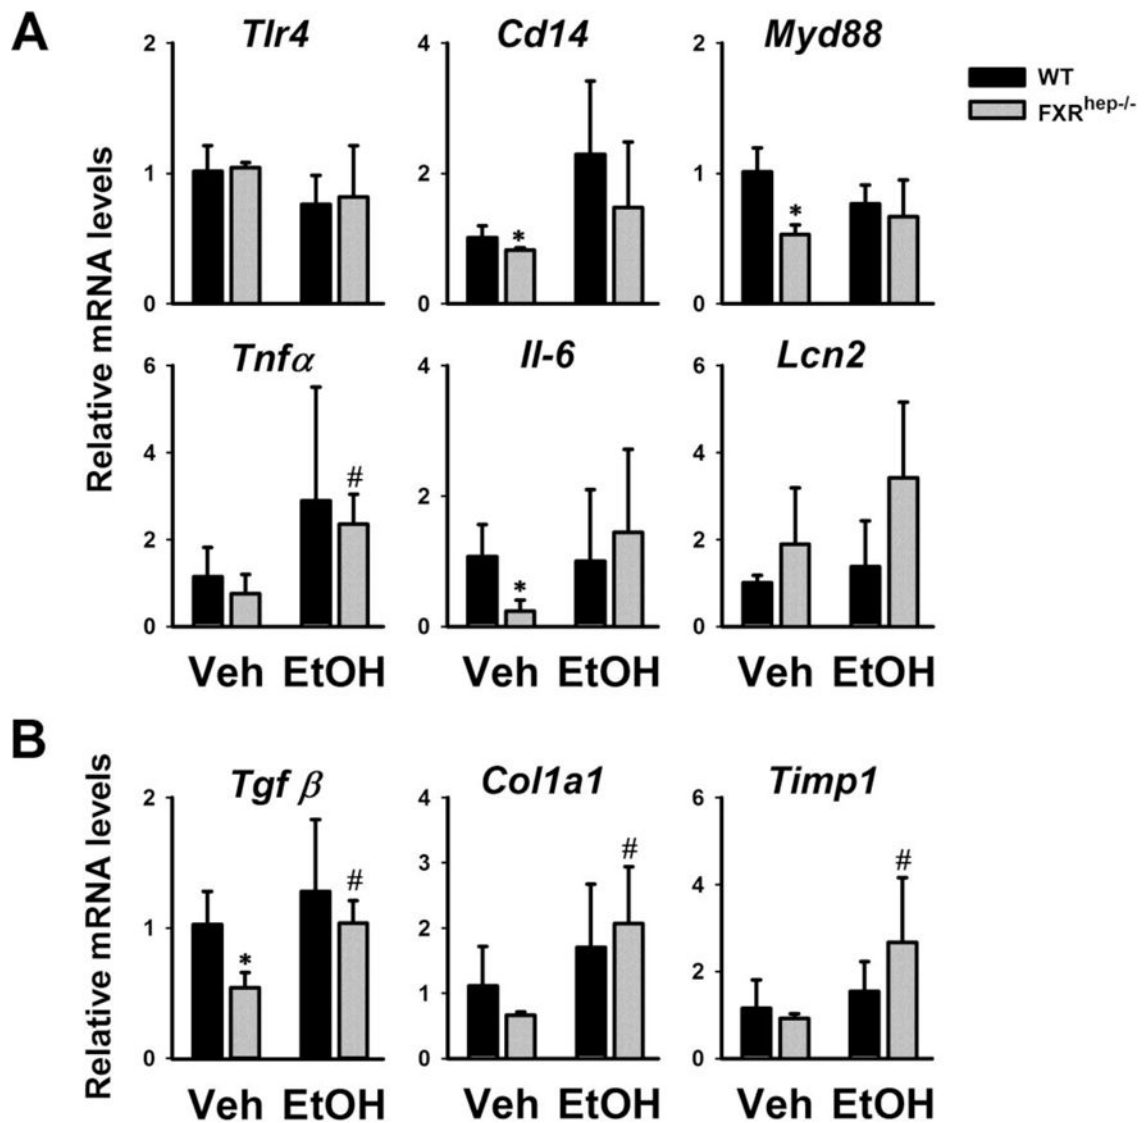 A
Tlr4
Cd14
Myd88
WT
FXRhep-/-
Relative mRNA levels
2
1
0
4
2
0
*
2
1
0
*
Tnfα
Il-6
Lcn2
6
4
2
0
#
4
2
0
*
6
4
2
0
Veh EtOH
Veh EtOH
Veh EtOH
B
Relative mRNA levels
Tgf β
Col1a1
Timp1
2
1
0
*
#
4
3
2
1
0
#
6
4
2
0
#
Veh EtOH
Veh EtOH
Veh EtOH